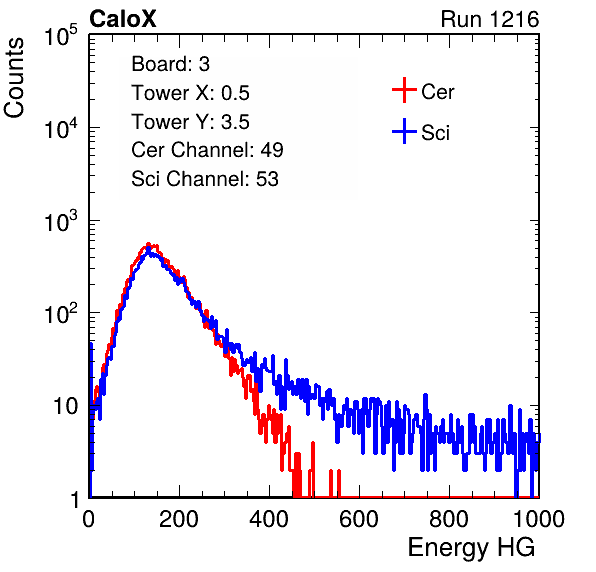 CaloX Run 1216
Counts
10^5
10^4
10^3
10^2
10
1
Board: 3
Tower X: 0.5
Tower Y: 3.5
Cer Channel: 49
Sci Channel: 53
Cer
Sci
0 200 400 600 800 1000
Energy HG